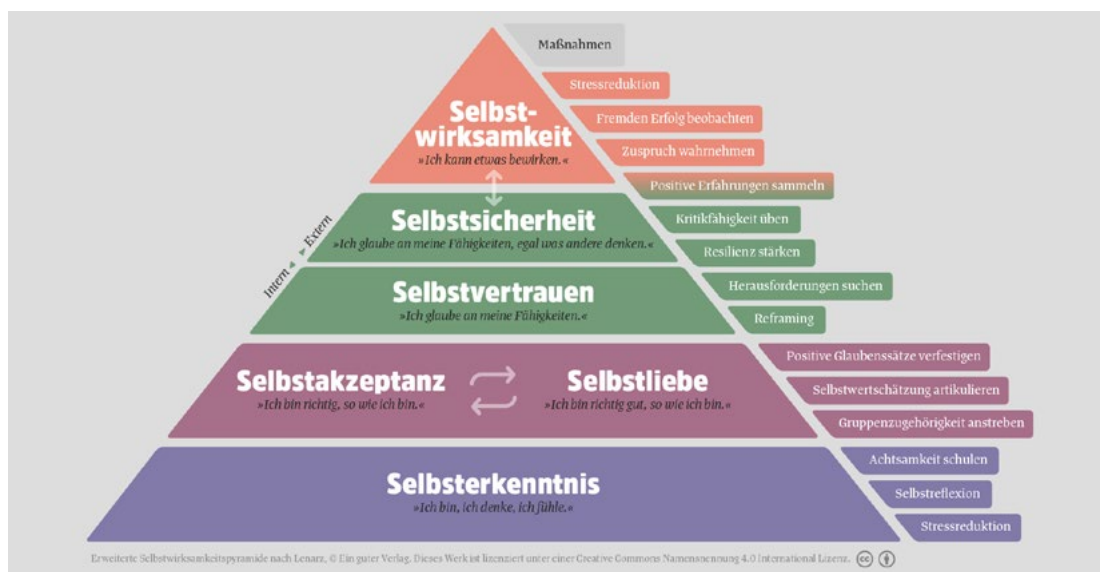 Maßnahmen
Stressreduktion
Fremden Erfolg beobachten
Zuspruch wahrnehmen
Positive Erfahrungen sammeln
Kritikfähigkeit üben
Resilienz stärken
Herausforderungen suchen
Reframing
Positive Glaubenssätze verfestigen
Selbstwertschätzung artikulieren
Gruppenzugehörigkeit anstreben
Achtsamkeit schulen
Selbstreflexion
Stressreduktion
Selbst-
wirksamkeit
»Ich kann etwas bewirken.«
Extern
Intern
Selbstsicherheit
»Ich glaube an meine Fähigkeiten, egal was andere denken.«
Selbstvertrauen
»Ich glaube an meine Fähigkeiten.«
Selbstakzeptanz
»Ich bin richtig, so wie ich bin.«
Selbstliebe
»Ich bin richtig gut, so wie ich bin.«
Selbsterkenntnis
»Ich bin, ich denke, ich fühle.«
Erweiterte Selbstwirksamkeitspyramide nach Lenarz, © Ein guter Verlag. Dieses Werk ist lizenziert unter einer Creative Commons Namensnennung 4.0 International Lizenz. cc